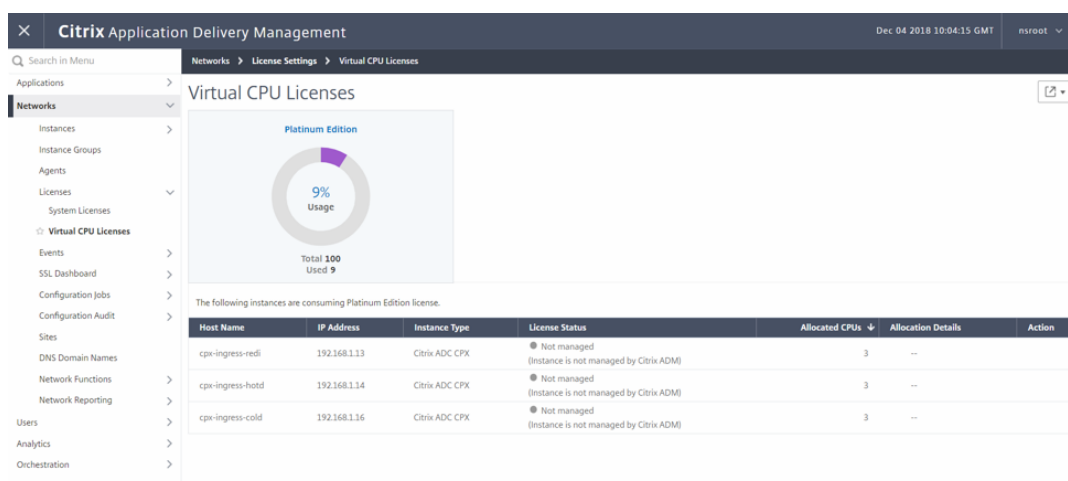 Citrix Application Delivery Management
Dec 04 2018 10:04:15 GMT
nsroot
Search in Menu
Applications
Networks
Instances
Instance Groups
Agents
Licenses
System Licenses
Virtual CPU Licenses
Events
SSL Dashboard
Configuration Jobs
Configuration Audit
Sites
DNS Domain Names
Network Functions
Network Reporting
Users
Analytics
Orchestration
Networks > License Settings > Virtual CPU Licenses
Virtual CPU Licenses
Platinum Edition
9%
Usage
Total 100
Used 9
The following instances are consuming Platinum Edition license.
Host Name IP Address Instance Type License Status Allocated CPUs Allocation Details Action
cpx-ingress-redi 192.168.1.13 Citrix ADC CPX Not managed 3 --
(Instance is not managed by Citrix ADM)
cpx-ingress-hotd 192.168.1.14 Citrix ADC CPX Not managed 3 --
(Instance is not managed by Citrix ADM)
cpx-ingress-cold 192.168.1.16 Citrix ADC CPX Not managed 3 --
(Instance is not managed by Citrix ADM)